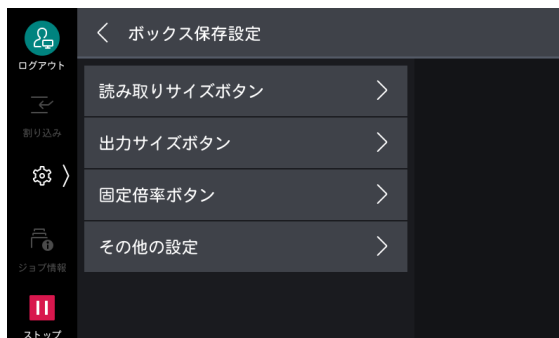 ボックス保存設定
ログアウト
読み取りサイズボタン
割り込み
出力サイズボタン
固定倍率ボタン
その他の設定
ジョブ情報
ストップ